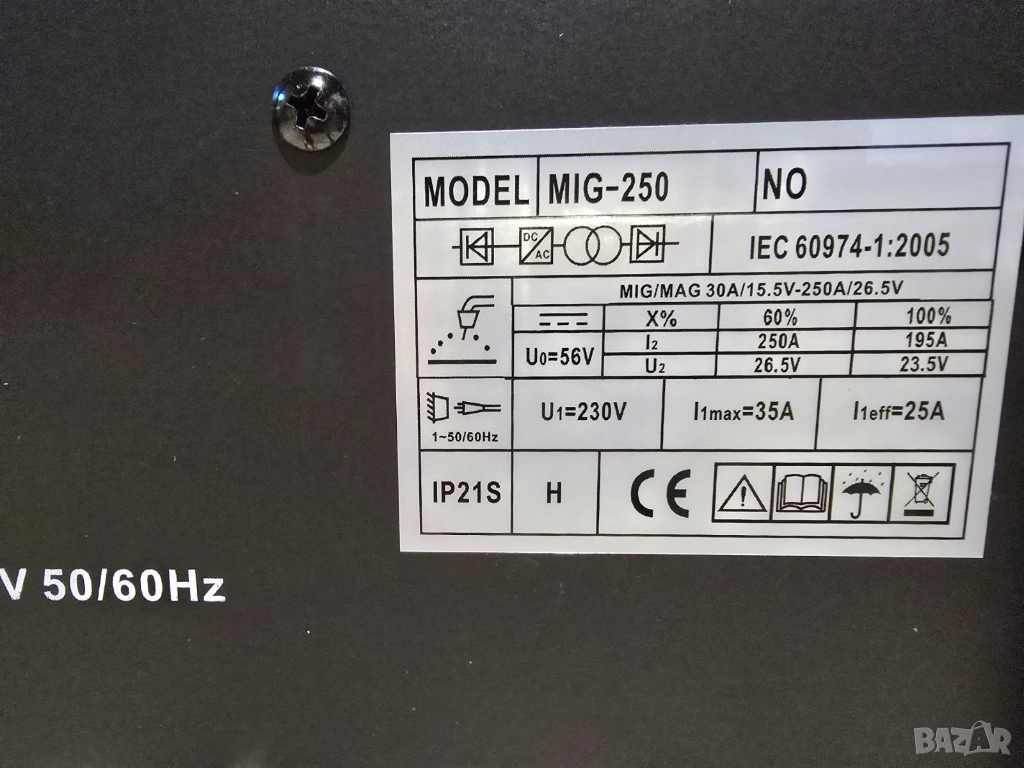 MODEL MIG-250 NO
DC
AC
IEC 60974-1:2005
MIG/MAG 30A/15.5V-250A/26.5V
X% 60% 100%
U0=56V
I2 250A 195A
U2 26.5V 23.5V
1~50/60Hz
U1=230V I1max=35A I1eff=25A
IP21S H CE
V 50/60Hz
BAZAR